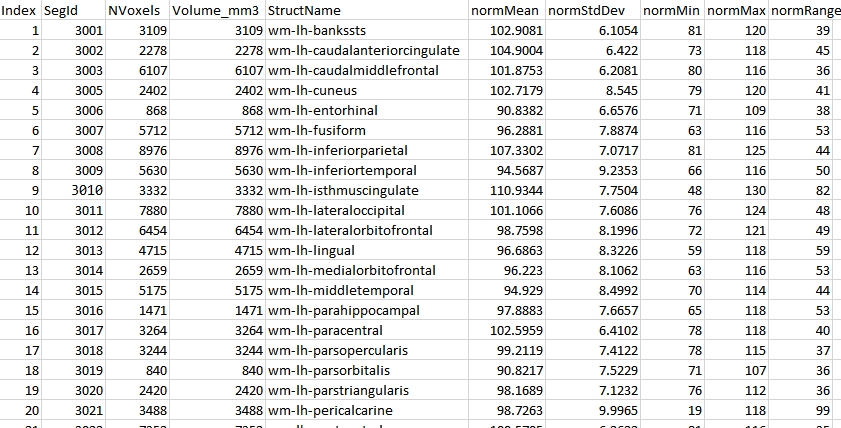 Index SegId NVoxels Volume_mm3 StructName normMean normStdDev normMin normMax normRange
1 3001 3109 3109 wm-lh-bankssts 102.9081 6.1054 81 120 39
2 3002 2278 2278 wm-lh-caudalanteriorcingulate 104.9004 6.422 73 118 45
3 3003 6107 6107 wm-lh-caudalmiddlefrontal 101.8753 6.2081 80 116 36
4 3005 2402 2402 wm-lh-cuneus 102.7179 8.545 79 120 41
5 3006 868 868 wm-lh-entorhinal 90.8382 6.6576 71 109 38
6 3007 5712 5712 wm-lh-fusiform 96.2881 7.8874 63 116 53
7 3008 8976 8976 wm-lh-inferiorparietal 107.3302 7.0717 81 125 44
8 3009 5630 5630 wm-lh-inferiortemporal 94.5687 9.2353 66 116 50
9 3010 3332 3332 wm-lh-isthmuscingulate 110.9344 7.7504 48 130 82
10 3011 7880 7880 wm-lh-lateraloccipital 101.1066 7.6086 76 124 48
11 3012 6454 6454 wm-lh-lateralorbitofrontal 98.7598 8.1996 72 121 49
12 3013 4715 4715 wm-lh-lingual 96.6863 8.3226 59 118 59
13 3014 2659 2659 wm-lh-medialorbitofrontal 96.223 8.1062 63 116 53
14 3015 5175 5175 wm-lh-middletemporal 94.929 8.4992 70 114 44
15 3016 1471 1471 wm-lh-parahippocampal 97.8883 7.6657 65 118 53
16 3017 3264 3264 wm-lh-paracentral 102.5959 6.4102 78 118 40
17 3018 3244 3244 wm-lh-parsopercularis 99.2119 7.4122 78 115 37
18 3019 840 840 wm-lh-parsorbitalis 90.8217 7.5229 71 107 36
19 3020 2420 2420 wm-lh-parstriangularis 98.1689 7.1232 76 112 36
20 3021 3488 3488 wm-lh-pericalcarine 98.7263 9.9965 19 118 99